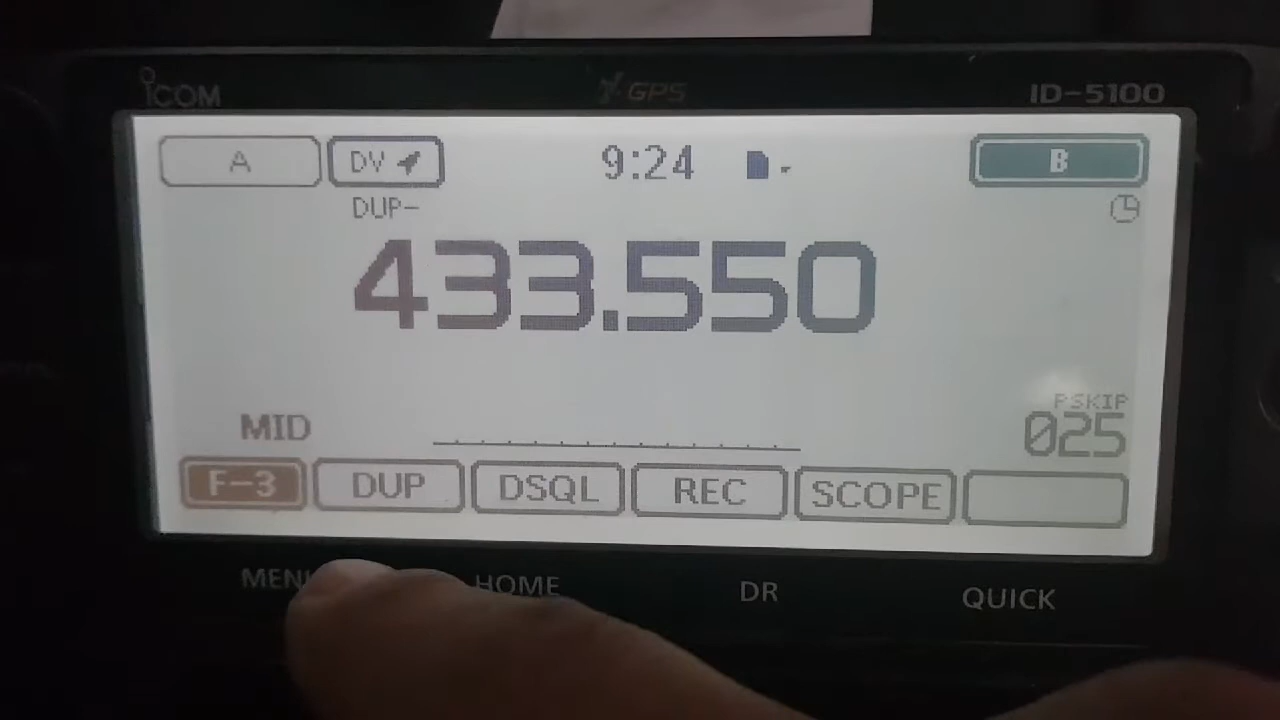 ICOM GPS ID-5100
A DV 9:24 B
DUP-
433.550
PSKIP
MID 025
F-3 DUP DSQL REC SCOPE
MENU HOME DR QUICK